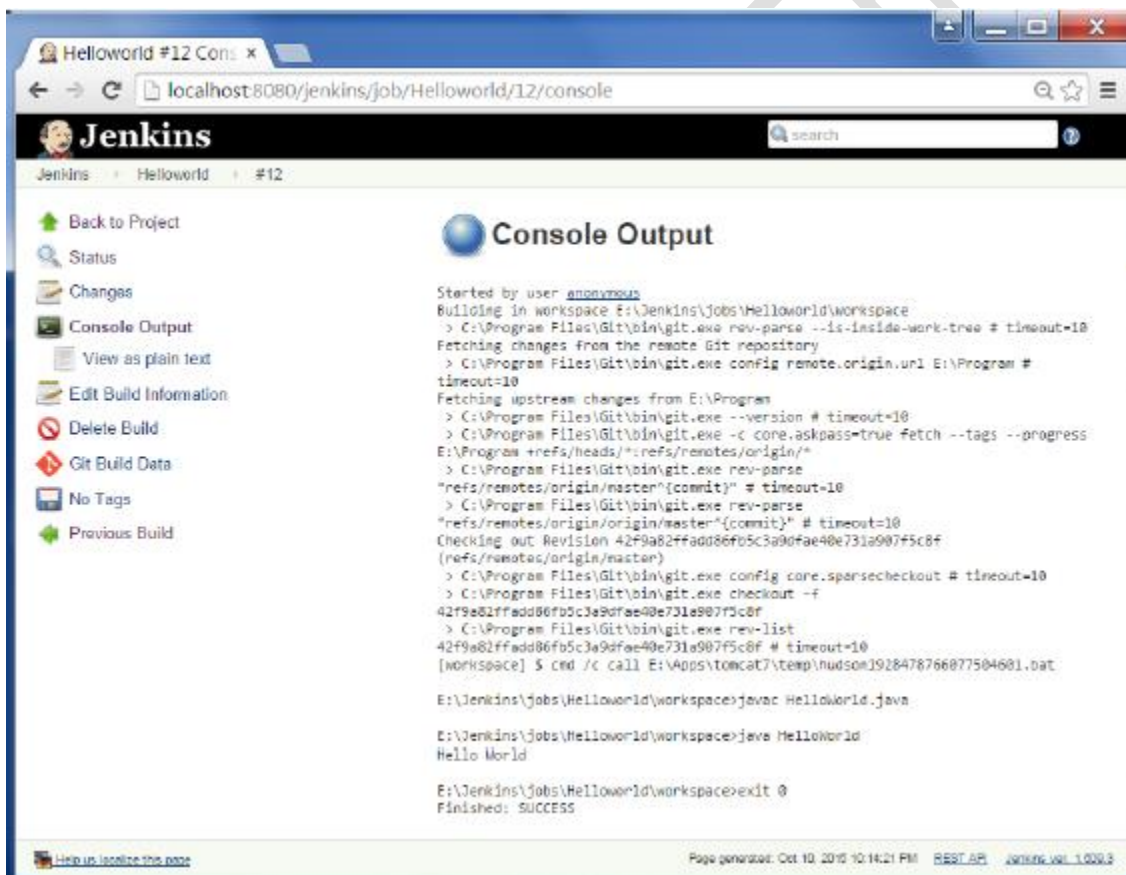 Helloworld #12 Cons
localhost:8080/jenkins/job/Helloworld/12/console
Jenkins
search
Jenkins Helloworld #12
Back to Project
Status
Changes
Console Output
View as plain text
Edit Build Information
Delete Build
Git Build Data
No Tags
Previous Build
Console Output
Started by user anonymous
Building in workspace E:\Jenkins\jobs\Helloworld\workspace
> C:\Program Files\Git\bin\git.exe rev-parse --is-inside-work-tree # timeout=10
Fetching changes from the remote Git repository
> C:\Program Files\Git\bin\git.exe config remote.origin.url E:\Program #
timeout=10
Fetching upstream changes from E:\Program
> C:\Program Files\Git\bin\git.exe --version # timeout=10
> C:\Program Files\Git\bin\git.exe -c core.askpass=true fetch --tags --progress
E:\Program +refs/heads/*:refs/remotes/origin/*
> C:\Program Files\Git\bin\git.exe rev-parse
"refs/remotes/origin/master^{commit}" # timeout=10
> C:\Program Files\Git\bin\git.exe rev-parse
"refs/remotes/origin/origin/master^{commit}" # timeout=10
Checking out Revision 42f9a82ffadd86fb5c3a9dfae40e731a907f5c8f
(refs/remotes/origin/master)
> C:\Program Files\Git\bin\git.exe config core.sparsecheckout # timeout=10
> C:\Program Files\Git\bin\git.exe checkout -f
42f9a82ffadd86fb5c3a9dfae40e731a907f5c8f
> C:\Program Files\Git\bin\git.exe rev-list
42f9a82ffadd86fb5c3a9dfae40e731a907f5c8f # timeout=10
[workspace] $ cmd /c call E:\Apps\tomcat7\temp\hudson1928478766077504601.bat
E:\Jenkins\jobs\Helloworld\workspace>javac HelloWorld.java
E:\Jenkins\jobs\Helloworld\workspace>java HelloWorld
Hello World
E:\Jenkins\jobs\Helloworld\workspace>exit 0
Finished: SUCCESS
Help us localize this page
Page generated: Oct 10, 2015 10:14:21 PM REST API Jenkins ver. 1.609.3